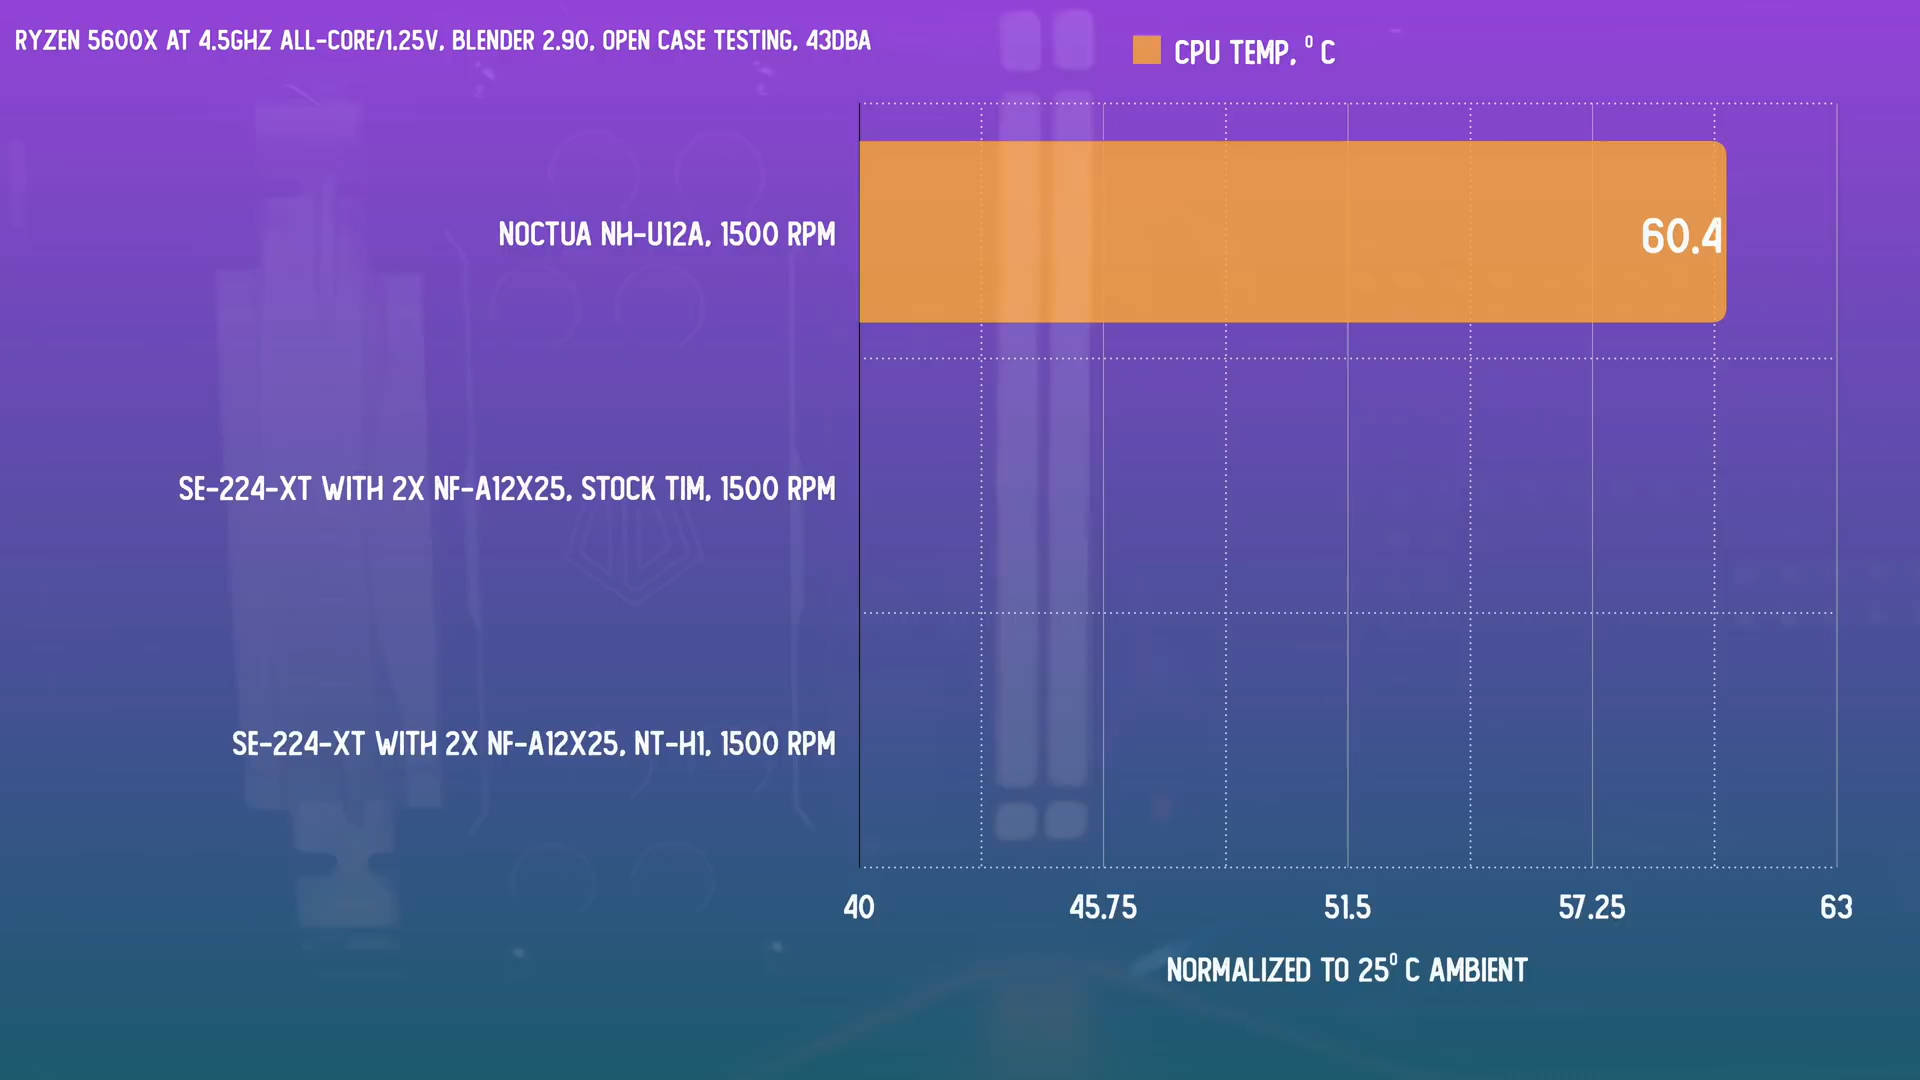 RYZEN 5600X AT 4.5GHZ ALL-CORE/1.25V, BLENDER 2.90, OPEN CASE TESTING, 43DBA
CPU TEMP, ⁰ C
NOCTUA NH-U12A, 1500 RPM
60.4
SE-224-XT WITH 2X NF-A12X25, STOCK TIM, 1500 RPM
SE-224-XT WITH 2X NF-A12X25, NT-H1, 1500 RPM
40 45.75 51.5 57.25 63
NORMALIZED TO 25⁰ C AMBIENT